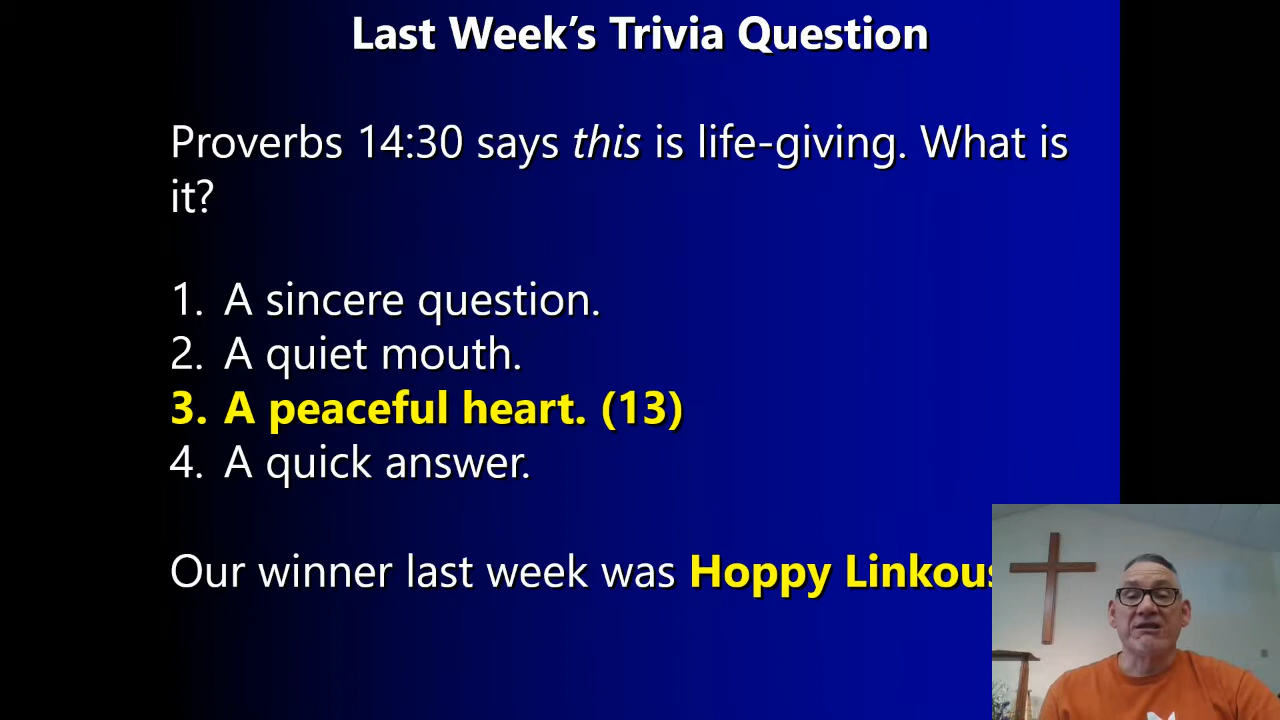 Last Week's Trivia Question
Proverbs 14:30 says this is life-giving. What is
it?
1. A sincere question.
2. A quiet mouth.
3. A peaceful heart. (13)
4. A quick answer.
Our winner last week was Hoppy Linkous